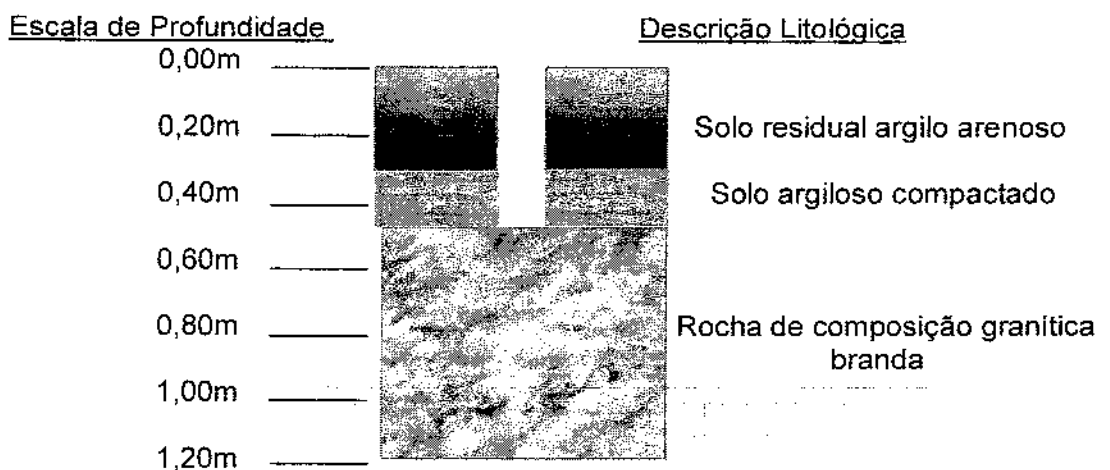 Escala de Profundidade
Descrição Litológica
0,00m
0,20m
Solo residual argilo arenoso
0,40m
Solo argiloso compactado
0,60m
0,80m
Rocha de composição granítica
branda
1,00m
1,20m